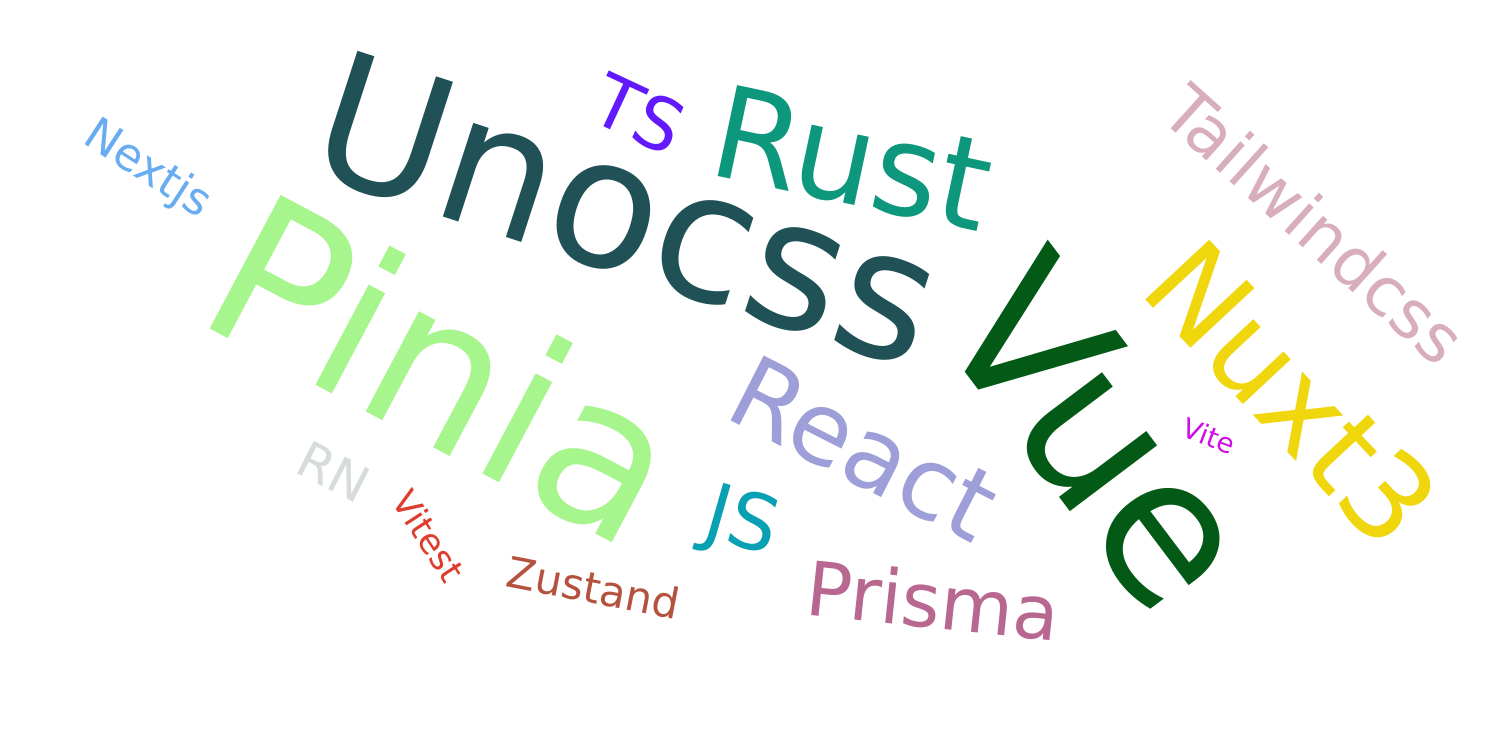 Nextjs
Unocss
TS
Rust
Tailwindcss
Pinia
Vue
Nuxt3
React
Vite
RN
Vitest
JS
Zustand
Prisma